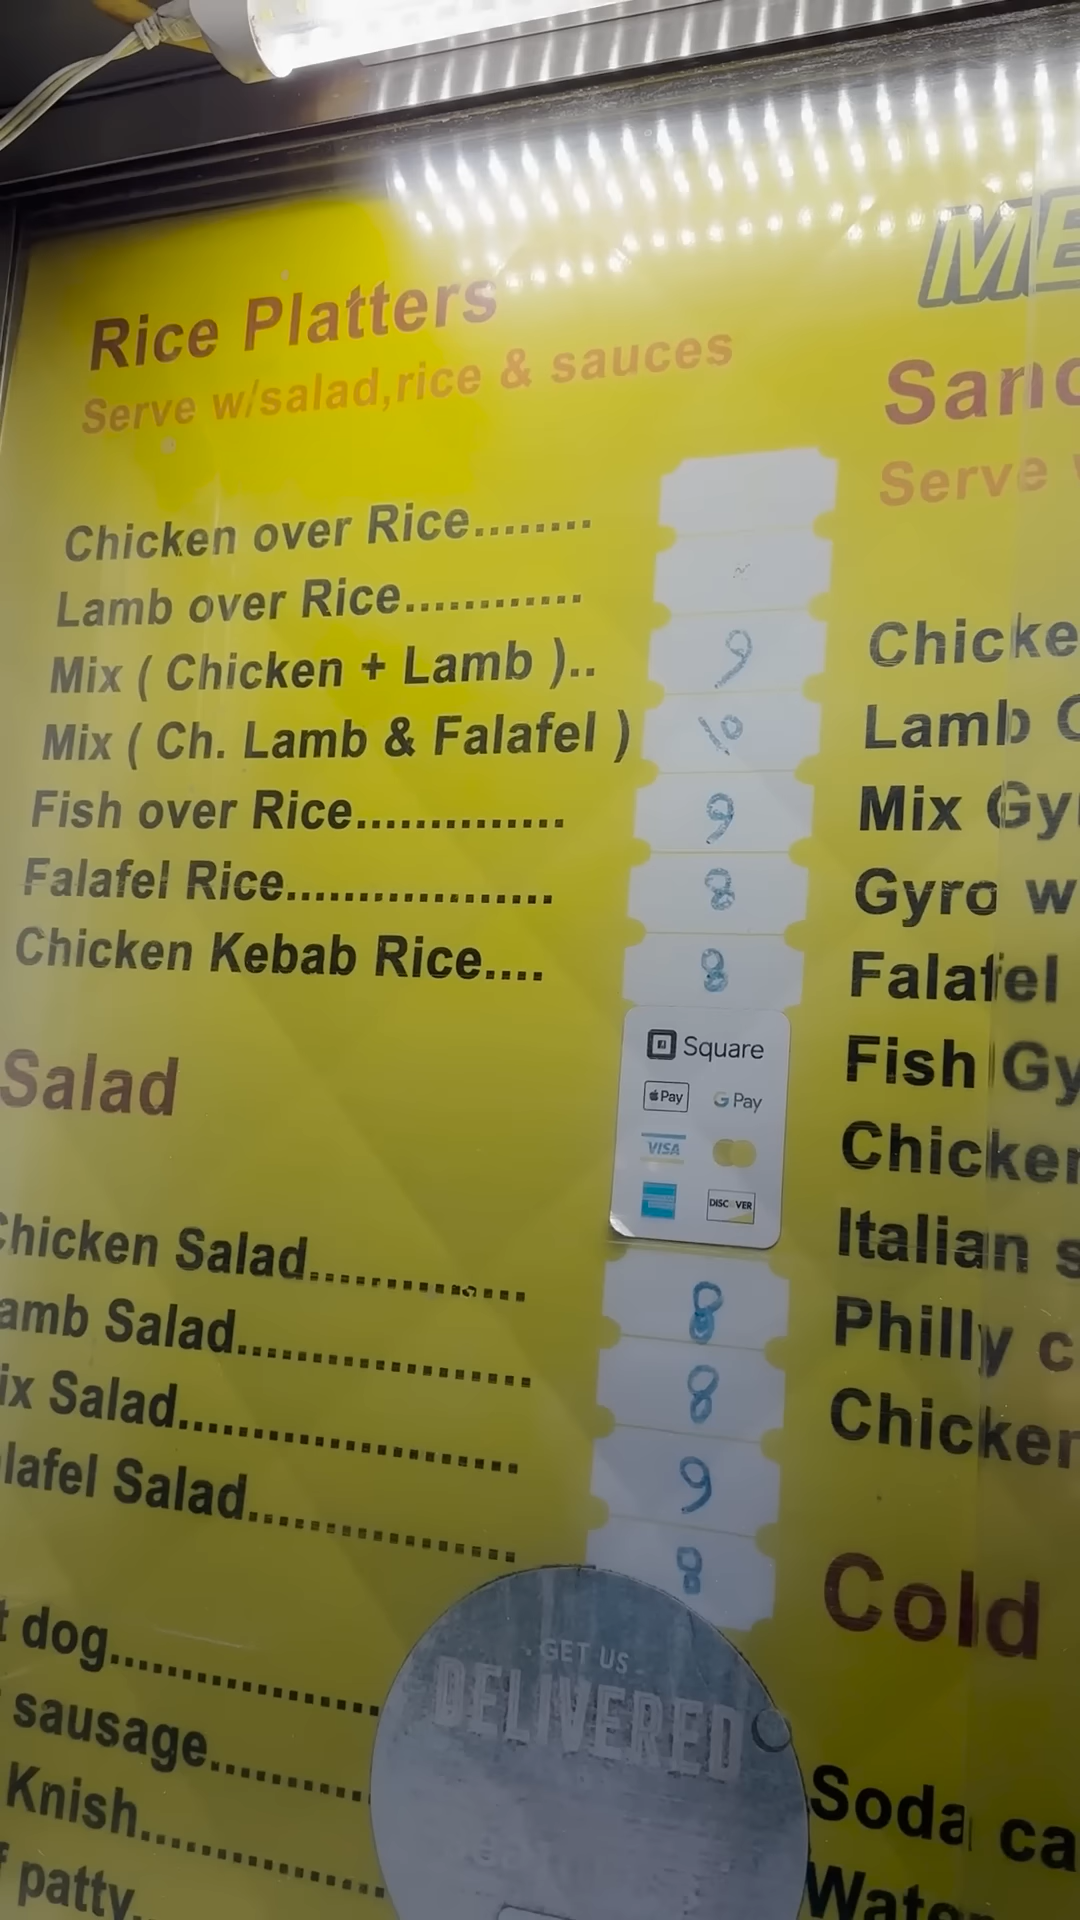 Rice Platters
Serve w/salad,rice & sauces
Chicken over Rice........
Lamb over Rice............
Mix ( Chicken + Lamb ).. 9
Mix ( Ch. Lamb & Falafel ) 10
Fish over Rice.............. 9
Falafel Rice.................. 8
Chicken Kebab Rice.... 8
Square
Pay G Pay
VISA
DISCOVER
Salad
Chicken Salad.................. 8
amb Salad........................ 8
ix Salad............................ 9
lafel Salad...................... 8
dog......................
sausage.............
Knish....................
patty..
GET US
DELIVERED
ME
Sand
Serve
Chicke
Lamb
Mix Gy
Gyro w
Falafel
Fish Gy
Chicken
Italian s
Philly c
Chicken
Cold
Soda ca
Wate